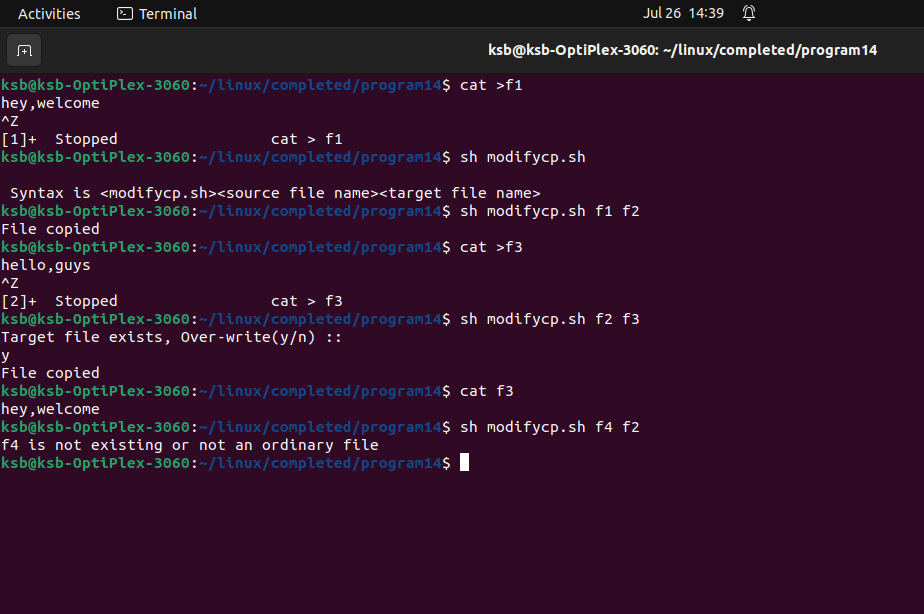 Activities Terminal Jul 26 14:39
ksb@ksb-OptiPlex-3060: ~/linux/completed/program14
ksb@ksb-OptiPlex-3060:~/linux/completed/program14$ cat >f1
hey,welcome
^Z
[1]+  Stopped                 cat > f1
ksb@ksb-OptiPlex-3060:~/linux/completed/program14$ sh modifycp.sh
 Syntax is <modifycp.sh><source file name><target file name>
ksb@ksb-OptiPlex-3060:~/linux/completed/program14$ sh modifycp.sh f1 f2
File copied
ksb@ksb-OptiPlex-3060:~/linux/completed/program14$ cat >f3
hello,guys
^Z
[2]+  Stopped                 cat > f3
ksb@ksb-OptiPlex-3060:~/linux/completed/program14$ sh modifycp.sh f2 f3
Target file exists, Over-write(y/n) ::
y
File copied
ksb@ksb-OptiPlex-3060:~/linux/completed/program14$ cat f3
hey,welcome
ksb@ksb-OptiPlex-3060:~/linux/completed/program14$ sh modifycp.sh f4 f2
f4 is not existing or not an ordinary file
ksb@ksb-OptiPlex-3060:~/linux/completed/program14$